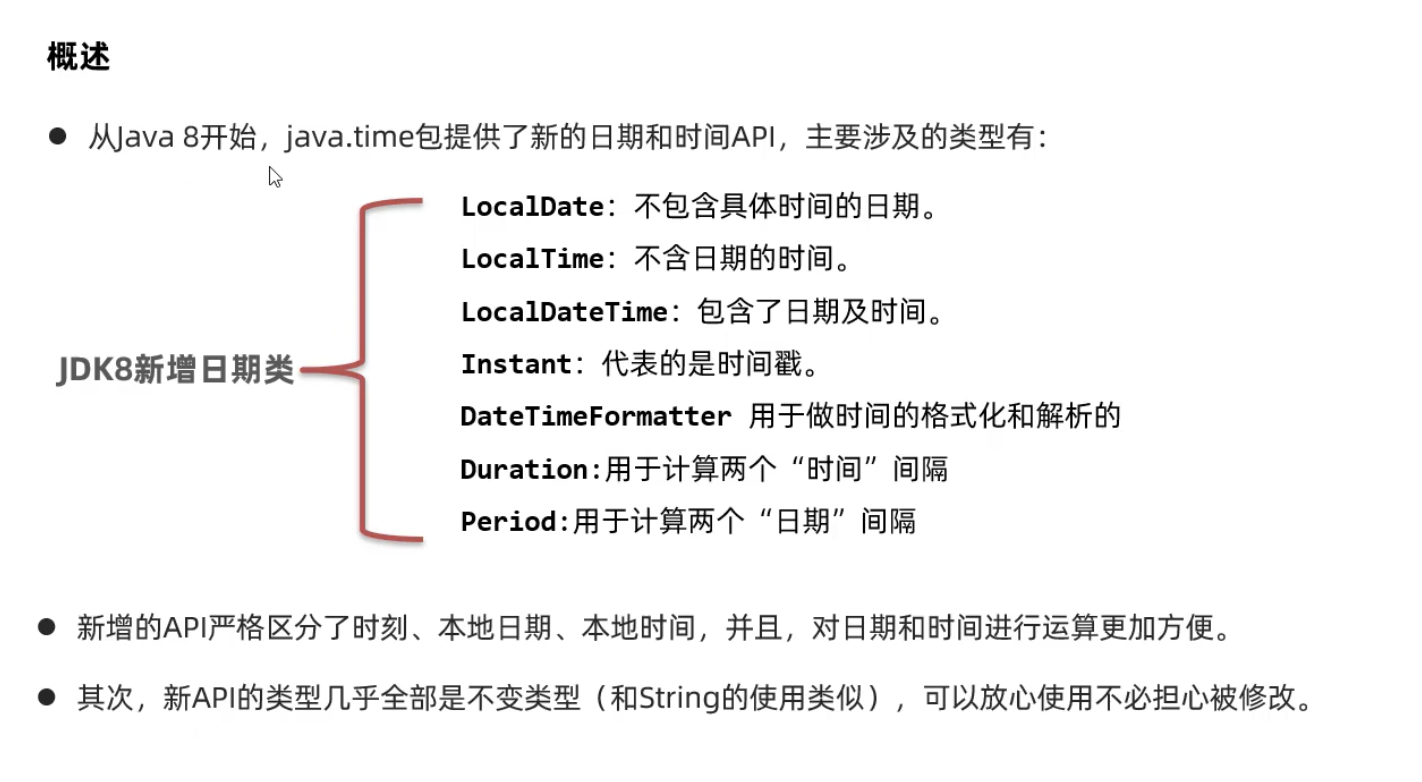 概述
从Java 8开始，java.time包提供了新的日期和时间API，主要涉及的类型有：
LocalDate：不包含具体时间的日期。
LocalTime：不含日期的时间。
LocalDateTime：包含了日期及时间。
JDK8新增日期类
Instant：代表的是时间戳。
DateTimeFormatter 用于做时间的格式化和解析的
Duration:用于计算两个“时间”间隔
Period:用于计算两个“日期”间隔
新增的API严格区分了时刻、本地日期、本地时间，并且，对日期和时间进行运算更加方便。
其次，新API的类型几乎全部是不变类型（和String的使用类似），可以放心使用不必担心被修改。